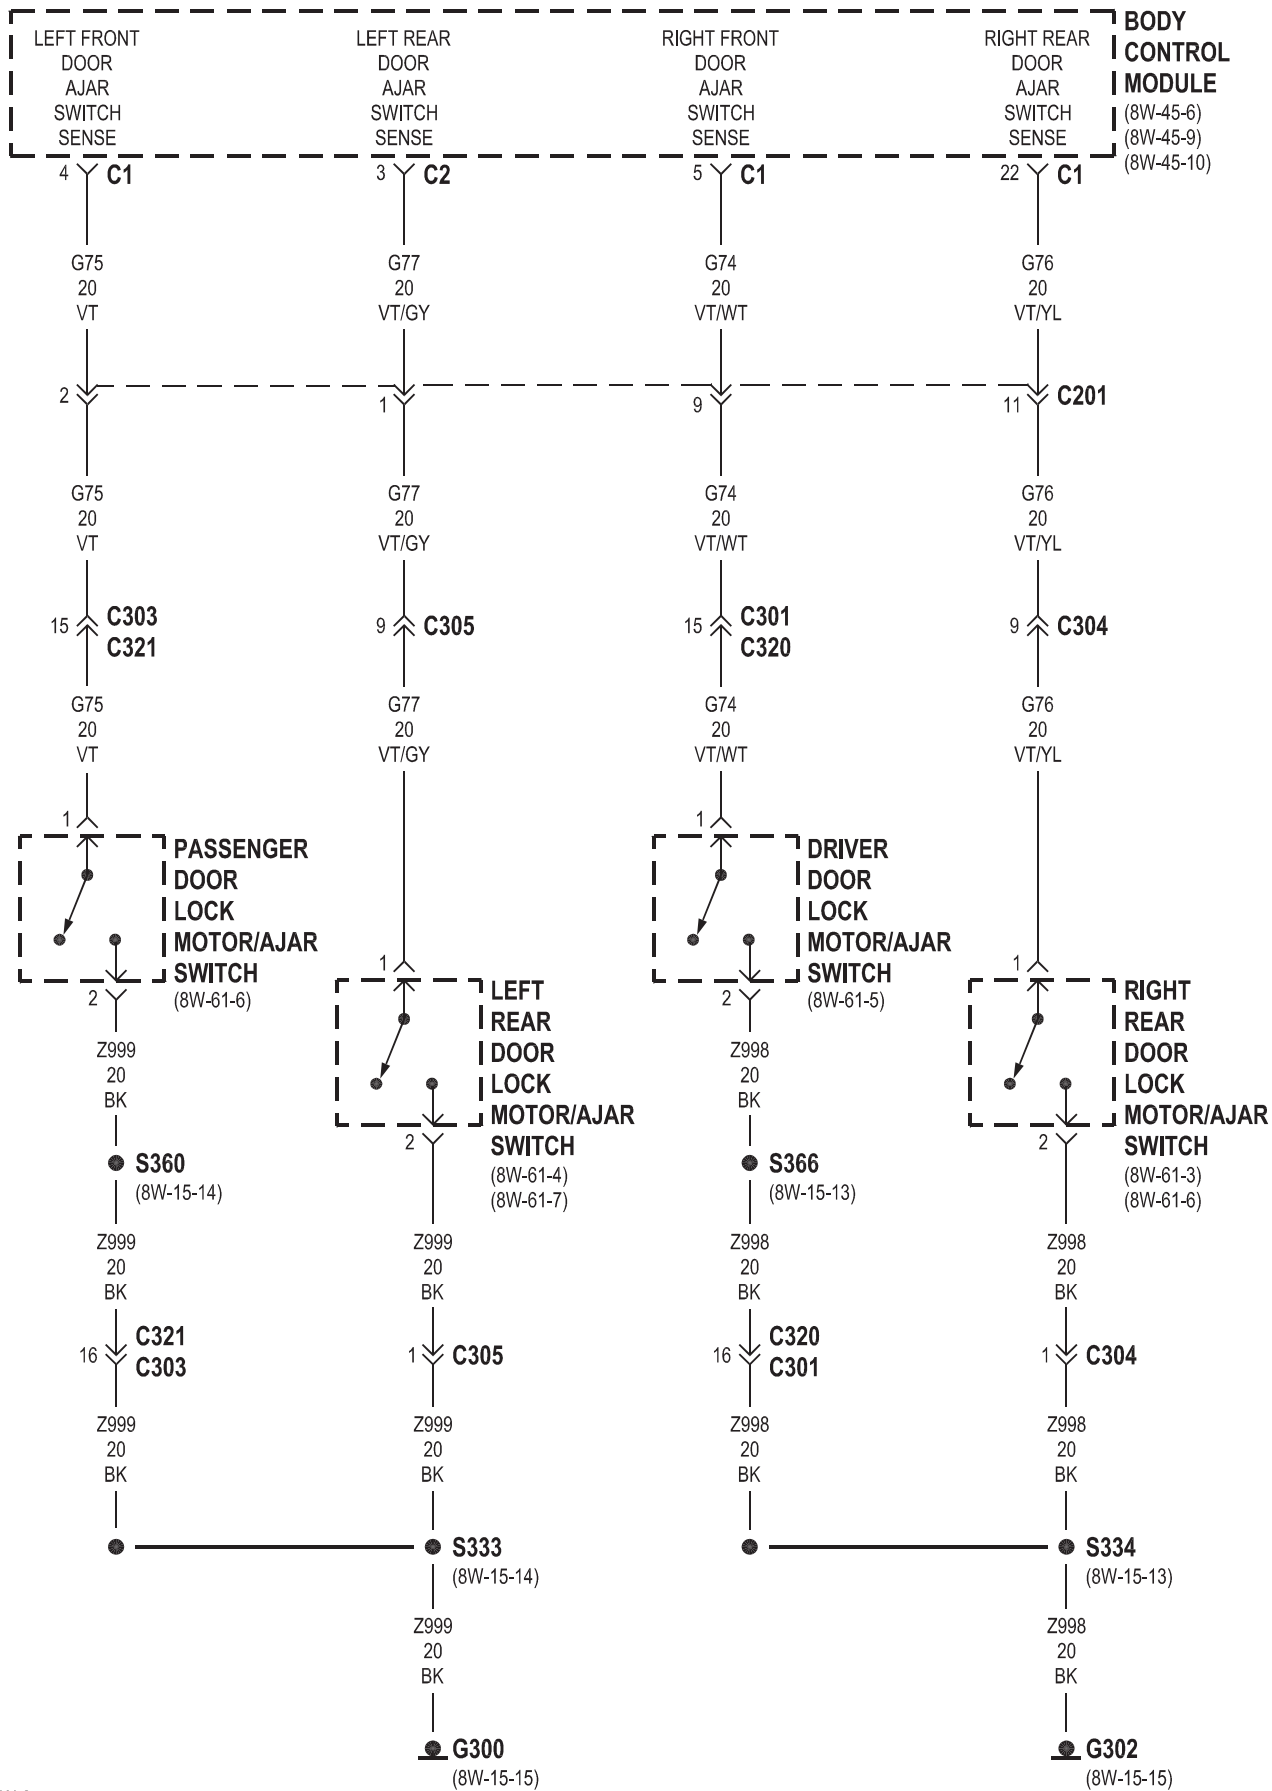 LEFT FRONT
DOOR
AJAR
SWITCH
SENSE
LEFT REAR
DOOR
AJAR
SWITCH
SENSE
RIGHT FRONT
DOOR
AJAR
SWITCH
SENSE
RIGHT REAR
DOOR
AJAR
SWITCH
SENSE
BODY
CONTROL
MODULE
(8W-45-6)
(8W-45-9)
(8W-45-10)
4 C1
3 C2
5 C1
22 C1
G75
20
VT
G77
20
VT/GY
G74
20
VT/WT
G76
20
VT/YL
2
1
9
11 C201
G75
20
VT
G77
20
VT/GY
G74
20
VT/WT
G76
20
VT/YL
15 C303
C321
9 C305
15 C301
C320
9 C304
G75
20
VT
G77
20
VT/GY
G74
20
VT/WT
G76
20
VT/YL
1
PASSENGER
DOOR
LOCK
MOTOR/AJAR
SWITCH
(8W-61-6)
2
1
LEFT
REAR
DOOR
LOCK
MOTOR/AJAR
SWITCH
(8W-61-4)
(8W-61-7)
2
1
DRIVER
DOOR
LOCK
MOTOR/AJAR
SWITCH
(8W-61-5)
2
1
RIGHT
REAR
DOOR
LOCK
MOTOR/AJAR
SWITCH
(8W-61-3)
(8W-61-6)
2
Z999
20
BK
Z998
20
BK
S360
(8W-15-14)
S366
(8W-15-13)
Z999
20
BK
Z999
20
BK
Z998
20
BK
Z998
20
BK
16 C321
C303
1 C305
16 C320
C301
1 C304
Z999
20
BK
Z999
20
BK
Z998
20
BK
Z998
20
BK
S333
(8W-15-14)
S334
(8W-15-13)
Z999
20
BK
Z998
20
BK
G300
(8W-15-15)
G302
(8W-15-15)